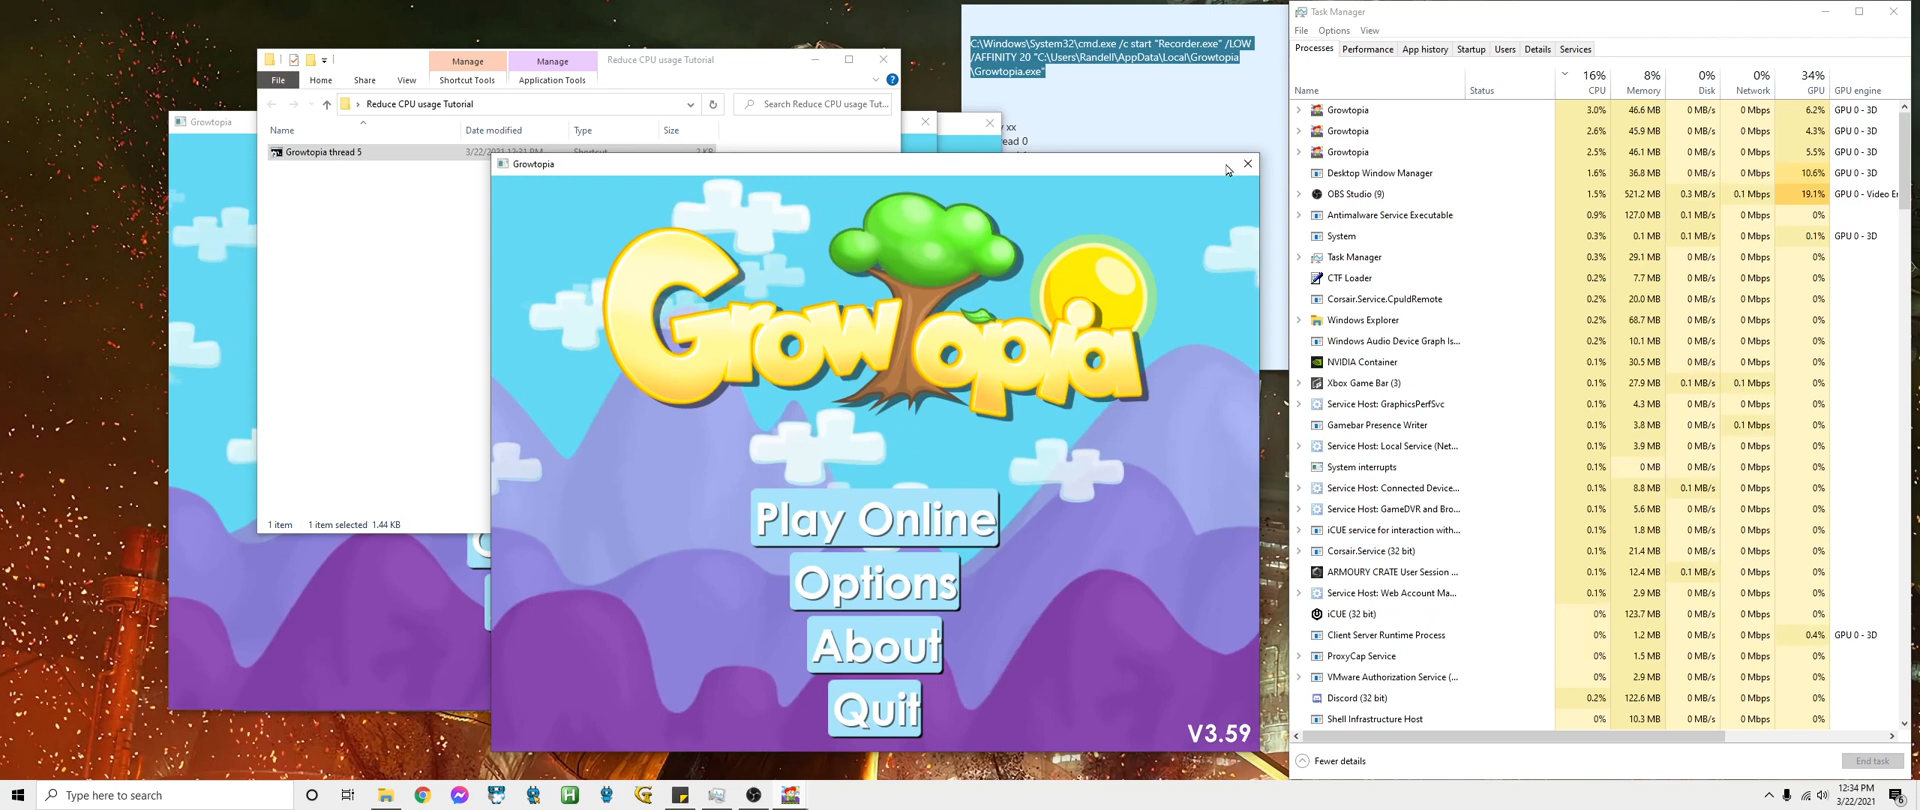 Manage
Manage
Reduce CPU usage Tutorial
File
Home
Share
View
Shortcut Tools
Application Tools
Reduce CPU usage Tutorial
Search Reduce CPU usage Tut...
Name
Date modified
Type
Size
Growtopia thread 5
3/22/2021 12:31 PM
Shortcut
2 KB
1 item
1 item selected 1.44 KB
Growtopia
C:\Windows\System32\cmd.exe /c start "Recorder.exe" /LOW
/AFFINITY 20 "C:\Users\Randell\AppData\Local\Growtopia
\Growtopia.exe"
xx
ead 0
Growtopia
Growtopia
Play Online
Options
About
Quit
V3.59
Task Manager
File Options View
Processes Performance App history Startup Users Details Services
16% 8% 0% 0% 34%
Name Status CPU Memory Disk Network GPU GPU engine
Growtopia 3.0% 46.6 MB 0 MB/s 0 Mbps 6.2% GPU 0 - 3D
Growtopia 2.6% 45.9 MB 0 MB/s 0 Mbps 4.3% GPU 0 - 3D
Growtopia 2.5% 46.1 MB 0 MB/s 0 Mbps 5.5% GPU 0 - 3D
Desktop Window Manager 1.6% 36.8 MB 0 MB/s 0 Mbps 10.6% GPU 0 - 3D
OBS Studio (9) 1.5% 521.2 MB 0.3 MB/s 0.1 Mbps 19.1% GPU 0 - Video Er
Antimalware Service Executable 0.9% 127.0 MB 0.1 MB/s 0 Mbps 0%
System 0.3% 0.1 MB 0.1 MB/s 0 Mbps 0.1% GPU 0 - 3D
Task Manager 0.3% 29.1 MB 0 MB/s 0 Mbps 0%
CTF Loader 0.2% 7.7 MB 0 MB/s 0 Mbps 0%
Corsair.Service.CpuIdRemote 0.2% 20.0 MB 0 MB/s 0 Mbps 0%
Windows Explorer 0.2% 68.7 MB 0 MB/s 0 Mbps 0%
Windows Audio Device Graph Is... 0.2% 10.1 MB 0 MB/s 0 Mbps 0%
NVIDIA Container 0.1% 30.5 MB 0 MB/s 0 Mbps 0%
Xbox Game Bar (3) 0.1% 27.9 MB 0.1 MB/s 0.1 Mbps 0%
Service Host: GraphicsPerfSvc 0.1% 4.3 MB 0 MB/s 0 Mbps 0%
Gamebar Presence Writer 0.1% 3.8 MB 0 MB/s 0.1 Mbps 0%
Service Host: Local Service (Net... 0.1% 3.9 MB 0 MB/s 0 Mbps 0%
System interrupts 0.1% 0 MB 0 MB/s 0 Mbps 0%
Service Host: Connected Device... 0.1% 8.8 MB 0.1 MB/s 0 Mbps 0%
Service Host: GameDVR and Bro... 0.1% 5.6 MB 0 MB/s 0 Mbps 0%
iCUE service for interaction with... 0.1% 1.8 MB 0 MB/s 0 Mbps 0%
Corsair.Service (32 bit) 0.1% 21.4 MB 0 MB/s 0 Mbps 0%
ARMOURY CRATE User Session ... 0.1% 12.4 MB 0.1 MB/s 0 Mbps 0%
Service Host: Web Account Ma... 0.1% 2.9 MB 0 MB/s 0 Mbps 0%
iCUE (32 bit) 0% 123.7 MB 0 MB/s 0 Mbps 0%
Client Server Runtime Process 0% 1.2 MB 0 MB/s 0 Mbps 0.4% GPU 0 - 3D
ProxyCap Service 0% 1.5 MB 0 MB/s 0 Mbps 0%
VMware Authorization Service (... 0% 2.9 MB 0 MB/s 0 Mbps 0%
Discord (32 bit) 0.2% 122.6 MB 0 MB/s 0 Mbps 0%
Shell Infrastructure Host 0% 10.3 MB 0 MB/s 0 Mbps 0%
Fewer details
End task
Type here to search
12:34 PM
3/22/2021
6